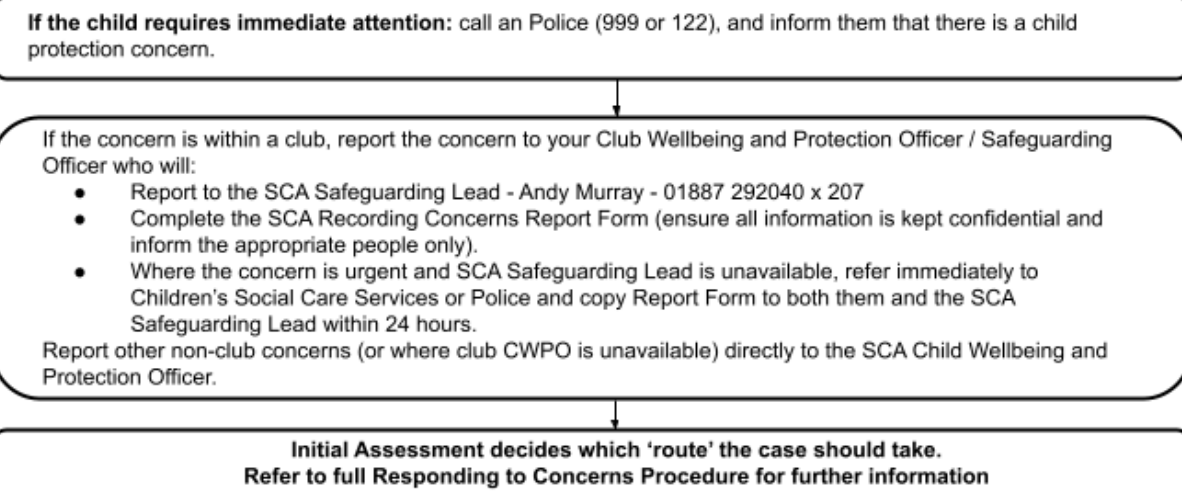 If the child requires immediate attention: call an Police (999 or 122), and inform them that there is a child
protection concern.
If the concern is within a club, report the concern to your Club Wellbeing and Protection Officer / Safeguarding
Officer who will:
● Report to the SCA Safeguarding Lead - Andy Murray - 01887 292040 x 207
● Complete the SCA Recording Concerns Report Form (ensure all information is kept confidential and
inform the appropriate people only).
● Where the concern is urgent and SCA Safeguarding Lead is unavailable, refer immediately to
Children's Social Care Services or Police and copy Report Form to both them and the SCA
Safeguarding Lead within 24 hours.
Report other non-club concerns (or where club CWPO is unavailable) directly to the SCA Child Wellbeing and
Protection Officer.
Initial Assessment decides which ‘route’ the case should take.
Refer to full Responding to Concerns Procedure for further information